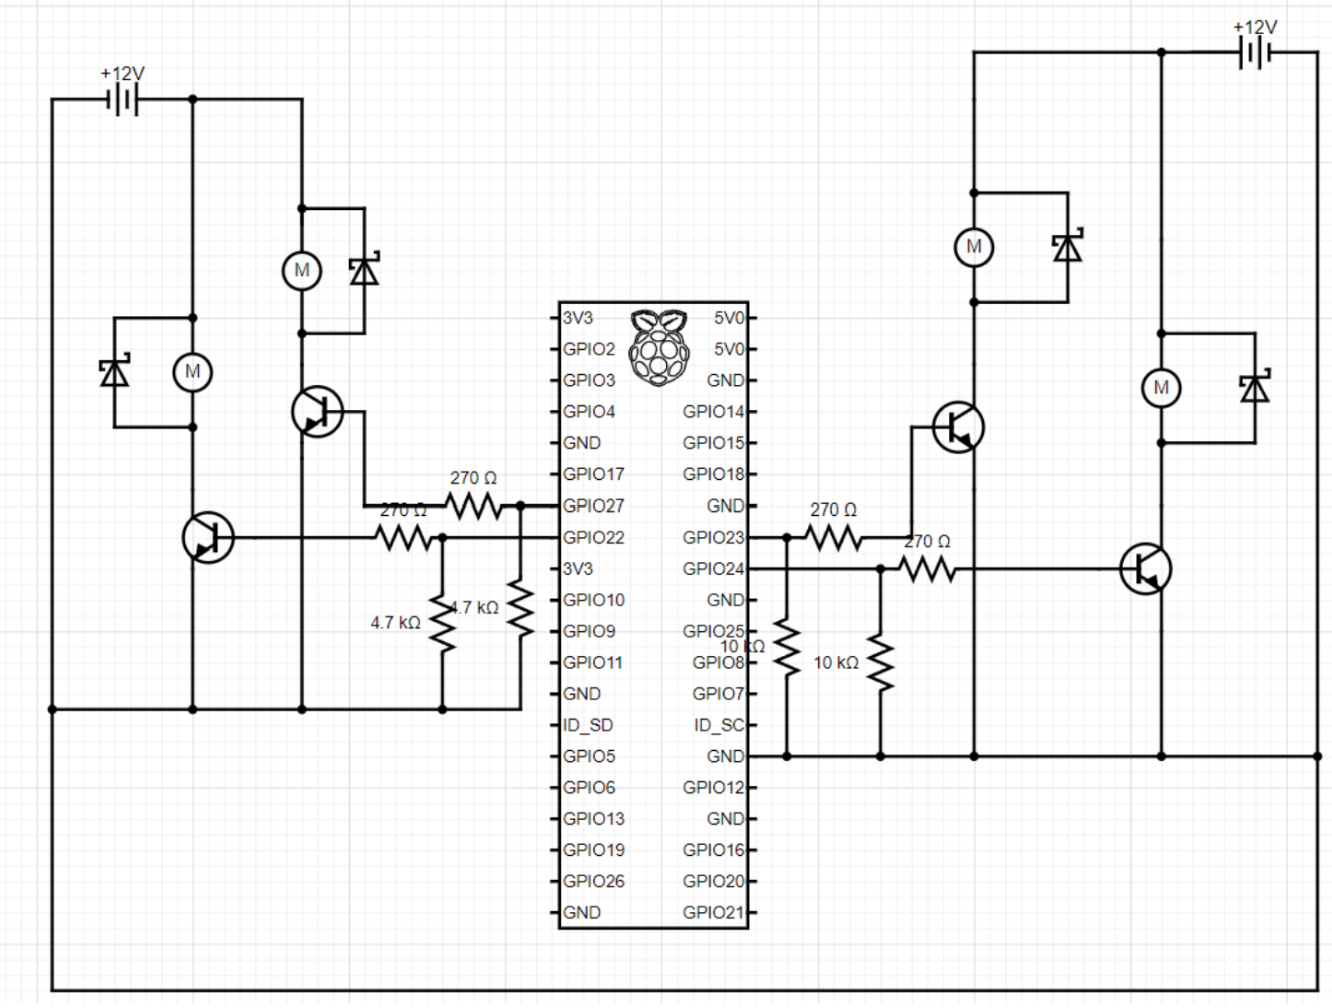 +12V
+12V
M
M
M
M
3V3
5V0
GPIO2
5V0
GPIO3
GND
GPIO4
GPIO14
GND
GPIO15
GPIO17
GPIO18
270 Ω
GPIO27
GND
270 Ω
270 Ω
GPIO22
GPIO23
270 Ω
3V3
GPIO24
GPIO10
GND
4.7 kΩ
4.7 kΩ
GPIO9
GPIO25
10 kΩ
10 kΩ
GPIO11
GPIO8
GND
GPIO7
ID_SD
ID_SC
GPIO5
GND
GPIO6
GPIO12
GPIO13
GND
GPIO19
GPIO16
GPIO26
GPIO20
GND
GPIO21